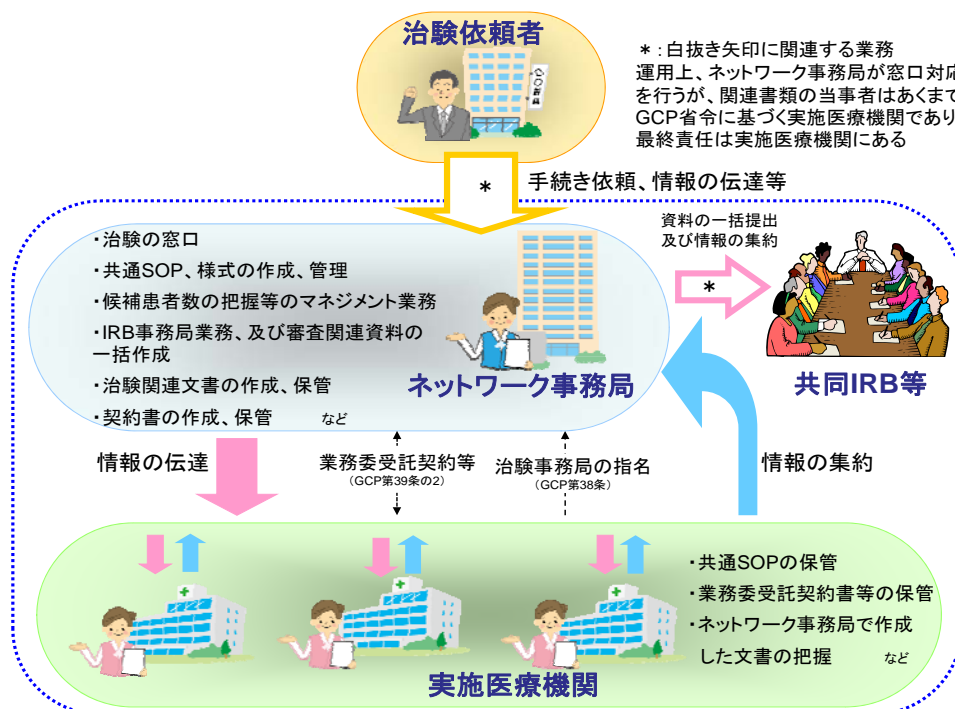 治験依頼者
*：白抜き矢印に関連する業務
運用上、ネットワーク事務局が窓口対応
を行うが、関連書類の当事者はあくまで
GCP省令に基づく実施医療機関であり
最終責任は実施医療機関にある
*
手続き依頼、情報の伝達等
・治験の窓口
・共通SOP、様式の作成、管理
・候補患者数の把握等のマネジメント業務
・IRB事務局業務、及び審査関連資料の
一括作成
・治験関連文書の作成、保管
・契約書の作成、保管 など
ネットワーク事務局
資料の一括提出
及び情報の集約
*
共同IRB等
情報の伝達
業務委受託契約等
（GCP第39条の2）
治験事務局の指名
（GCP第38条）
情報の集約
・共通SOPの保管
・業務委受託契約書等の保管
・ネットワーク事務局で作成
した文書の把握 など
実施医療機関